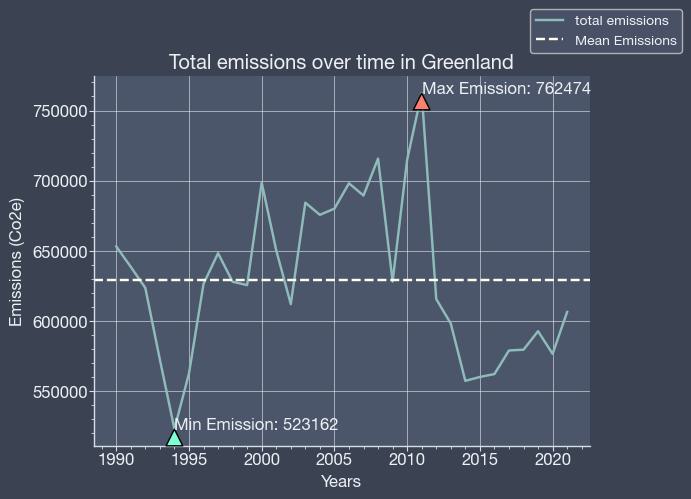 total emissions
Mean Emissions
Total emissions over time in Greenland
Max Emission: 762474
750000
700000
650000
600000
550000
Emissions (Co2e)
Min Emission: 523162
1990 1995 2000 2005 2010 2015 2020
Years